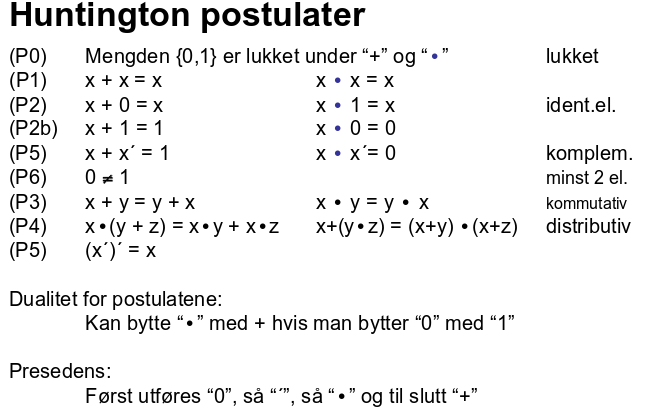 Huntington postulater
(P0) Mengden {0,1} er lukket under “+” og “•” lukket
(P1) x + x = x x • x = x
(P2) x + 0 = x x • 1 = x ident.el.
(P2b) x + 1 = 1 x • 0 = 0
(P5) x + x´ = 1 x • x´= 0 komplem.
(P6) 0 ≠ 1 minst 2 el.
(P3) x + y = y + x x • y = y • x kommutativ
(P4) x•(y + z) = x•y + x•z x+(y•z) = (x+y) •(x+z) distributiv
(P5) (x´)´ = x
Dualitet for postulatene:
Kan bytte “•” med + hvis man bytter “0” med “1”
Presedens:
Først utføres “0”, så “´”, så “•” og til slutt “+”